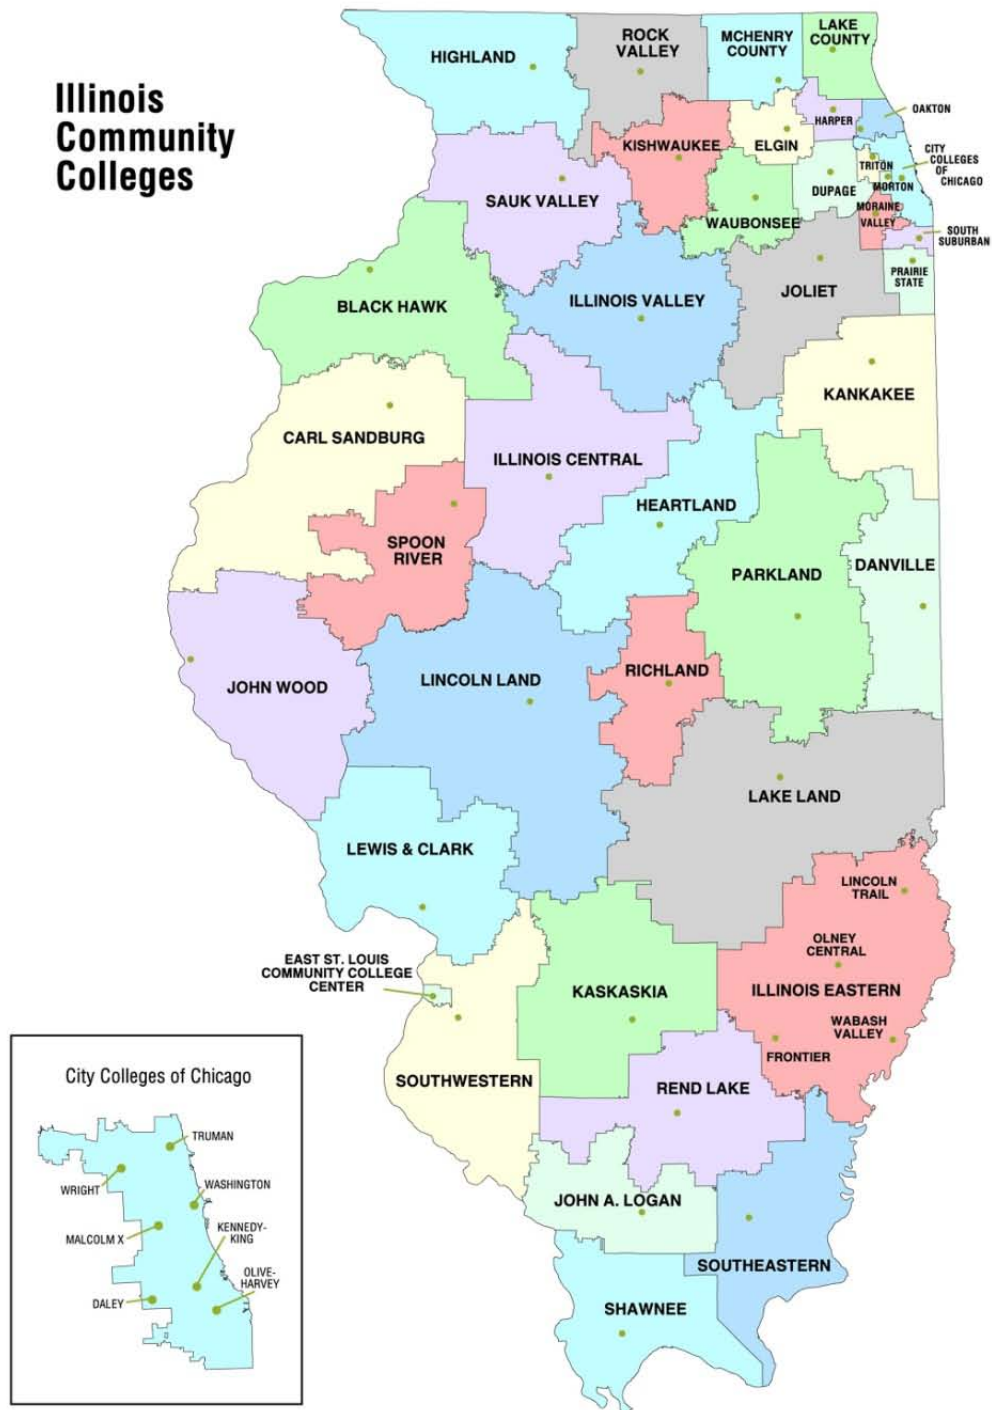 Illinois
Community
Colleges
HIGHLAND
ROCK
VALLEY
MCHENRY
COUNTY
LAKE
COUNTY
HARPER
OAKTON
KISHWAUKEE
ELGIN
CITY
COLLEGES
OF
CHICAGO
TRITON
MORTON
DUPAGE
SAUK VALLEY
MORAINE
VALLEY
WAUBONSEE
SOUTH
SUBURBAN
PRAIRIE
STATE
BLACK HAWK
ILLINOIS VALLEY
JOLIET
KANKAKEE
CARL SANDBURG
ILLINOIS CENTRAL
HEARTLAND
SPOON
RIVER
PARKLAND
DANVILLE
JOHN WOOD
LINCOLN LAND
RICHLAND
LAKE LAND
LEWIS & CLARK
LINCOLN
TRAIL
OLNEY
CENTRAL
EAST ST. LOUIS
COMMUNITY COLLEGE
CENTER
KASKASKIA
ILLINOIS EASTERN
WABASH
VALLEY
FRONTIER
SOUTHWESTERN
REND LAKE
JOHN A. LOGAN
SOUTHEASTERN
SHAWNEE
City Colleges of Chicago
TRUMAN
WRIGHT
WASHINGTON
MALCOLM X
KENNEDY-
KING
OLIVE-
HARVEY
DALEY